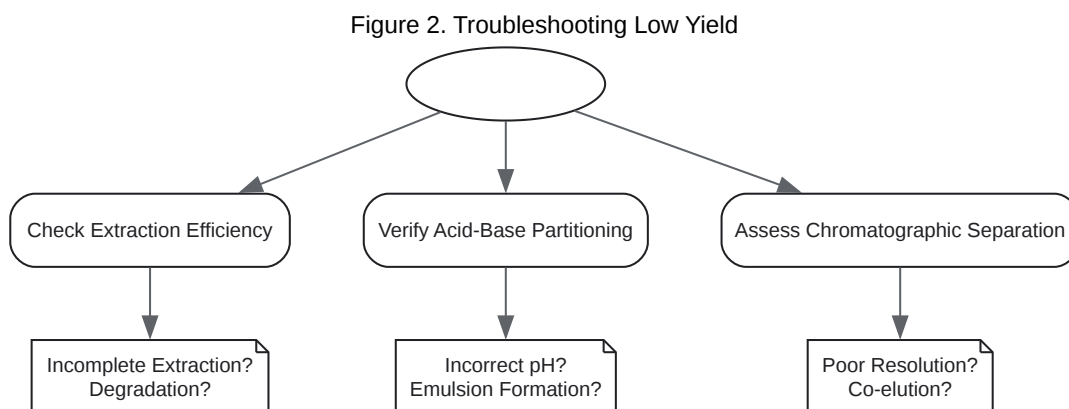 Figure 2. Troubleshooting Low Yield
Check Extraction Efficiency
Verify Acid-Base Partitioning
Assess Chromatographic Separation
Incomplete Extraction?
Degradation?
Incorrect pH?
Emulsion Formation?
Poor Resolution?
Co-elution?